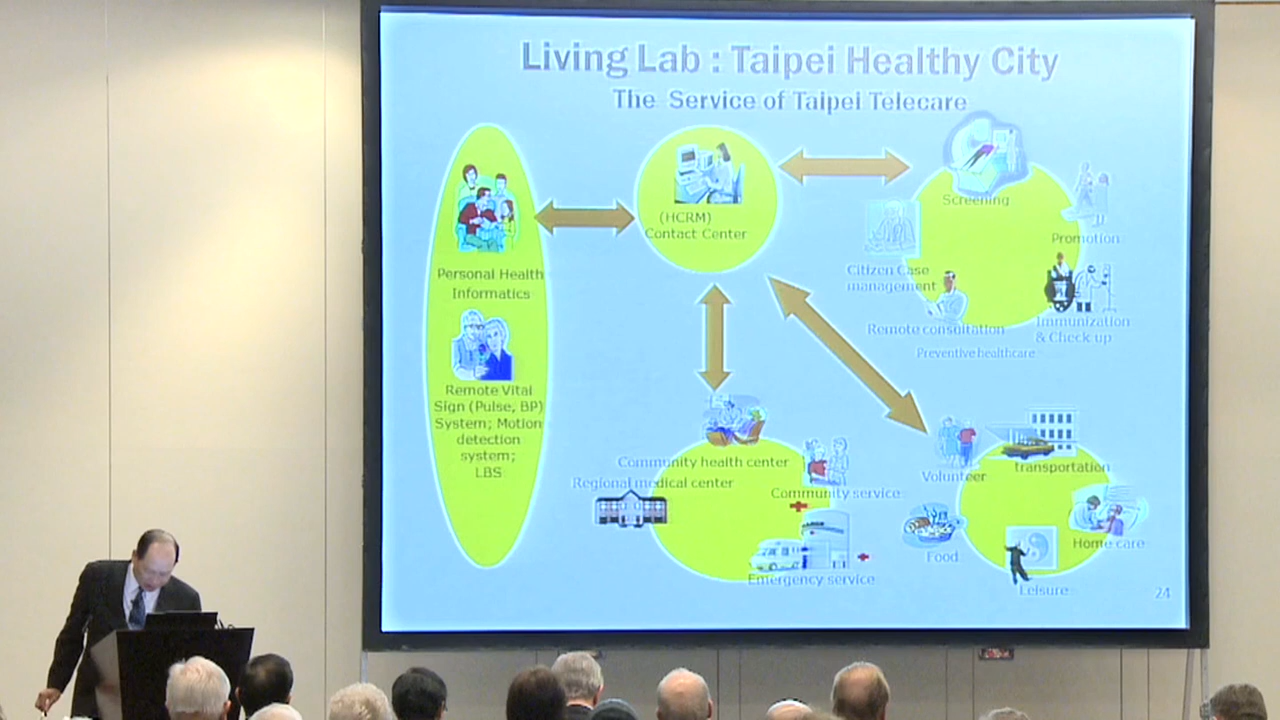 Living Lab : Taipei Healthy City
The Service of Taipei Telecare
Personal Health
Informatics
Remote Vital
Sign (Pulse, BP)
System; Motion
detection
system;
LBS
(HCRM)
Contact Center
Screening
Promotion
Citizen Case
management
Immunization
& Check up
Remote consultation
Preventive healthcare
Community health center
Regional medical center
Community service
Emergency service
Volunteer
transportation
Home care
Food
Leisure
24